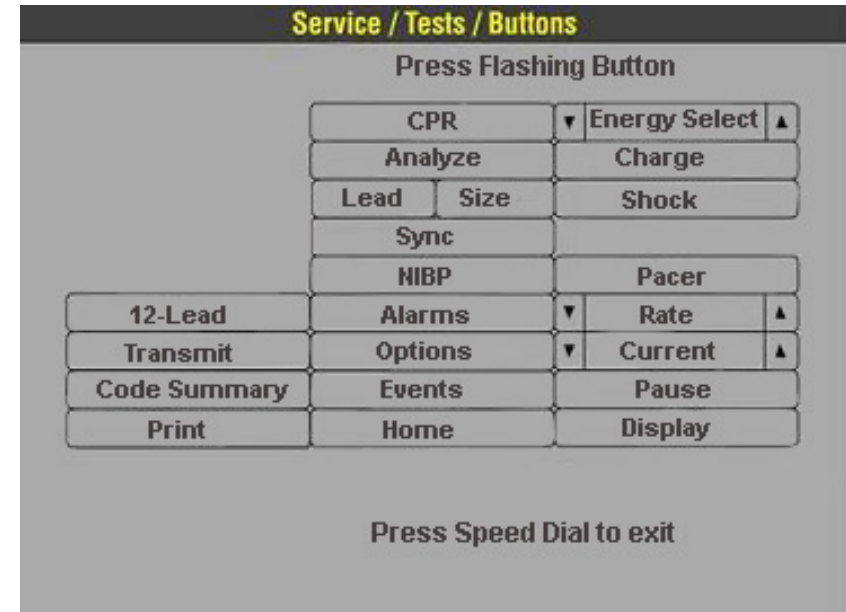 Service / Tests / Buttons
Press Flashing Button
CPR ▼ Energy Select ▲
Analyze Charge
Lead Size Shock
Sync
NIBP Pacer
12-Lead Alarms ▼ Rate ▲
Transmit Options ▼ Current ▲
Code Summary Events Pause
Print Home Display
Press Speed Dial to exit